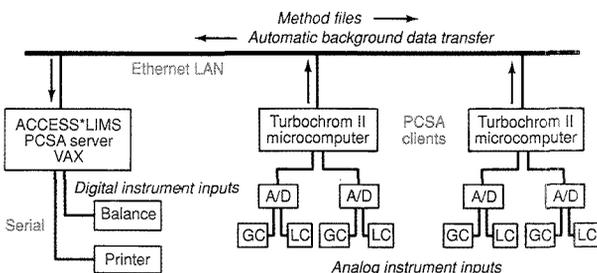 Method files
Automatic background data transfer
Ethernet LAN
ACCESS*LIMS
PCSA server
VAX
Turbochrom II
microcomputer
PCSA
clients
Turbochrom II
microcomputer
Digital instrument inputs
Serial
Balance
Printer
A/D
A/D
A/D
A/D
GC
LC
GC
LC
GC
LC
GC
LC
Analog instrument inputs